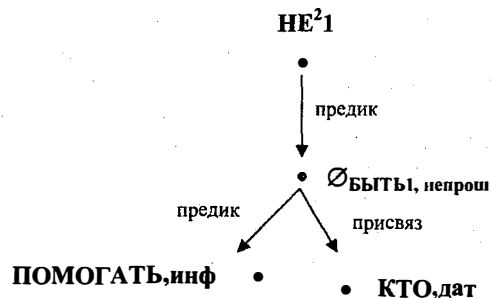 НЕ²1
предик
∅БЫТЬ1, непрош
предик
присвяз
ПОМОГАТЬ,инф
КТО,дат